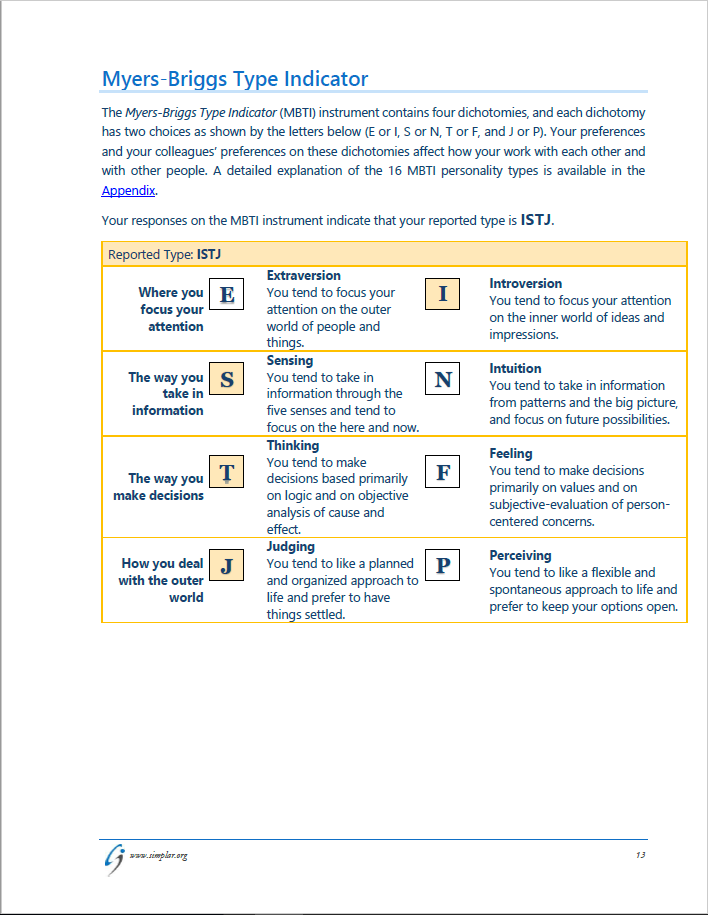 Myers-Briggs Type Indicator
The Myers-Briggs Type Indicator (MBTI) instrument contains four dichotomies, and each dichotomy
has two choices as shown by the letters below (E or I, S or N, T or F, and J or P). Your preferences
and your colleagues’ preferences on these dichotomies affect how your work with each other and
with other people. A detailed explanation of the 16 MBTI personality types is available in the
Appendix.
Your responses on the MBTI instrument indicate that your reported type is ISTJ.
Reported Type: ISTJ
Where you
focus your
attention
E
Extraversion
You tend to focus your
attention on the outer
world of people and
things.
I
Introversion
You tend to focus your attention
on the inner world of ideas and
impressions.
The way you
take in
information
S
Sensing
You tend to take in
information through the
five senses and tend to
focus on the here and now.
N
Intuition
You tend to take in information
from patterns and the big picture,
and focus on future possibilities.
The way you
make decisions
T
Thinking
You tend to make
decisions based primarily
on logic and on objective
analysis of cause and
effect.
F
Feeling
You tend to make decisions
primarily on values and on
subjective-evaluation of person-
centered concerns.
How you deal
with the outer
world
J
Judging
You tend to like a planned
and organized approach to
life and prefer to have
things settled.
P
Perceiving
You tend to like a flexible and
spontaneous approach to life and
prefer to keep your options open.
www.simplar.org
13